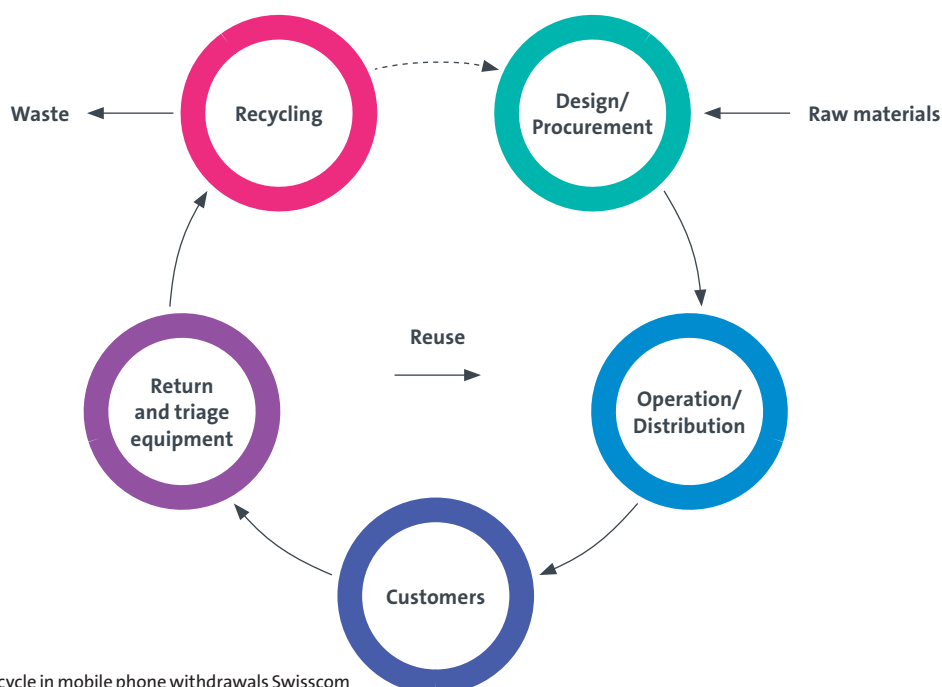 Waste
Recycling
Design/
Procurement
Raw materials
Reuse
Return
and triage
equipment
Operation/
Distribution
Customers
cycle in mobile phone withdrawals Swisscom